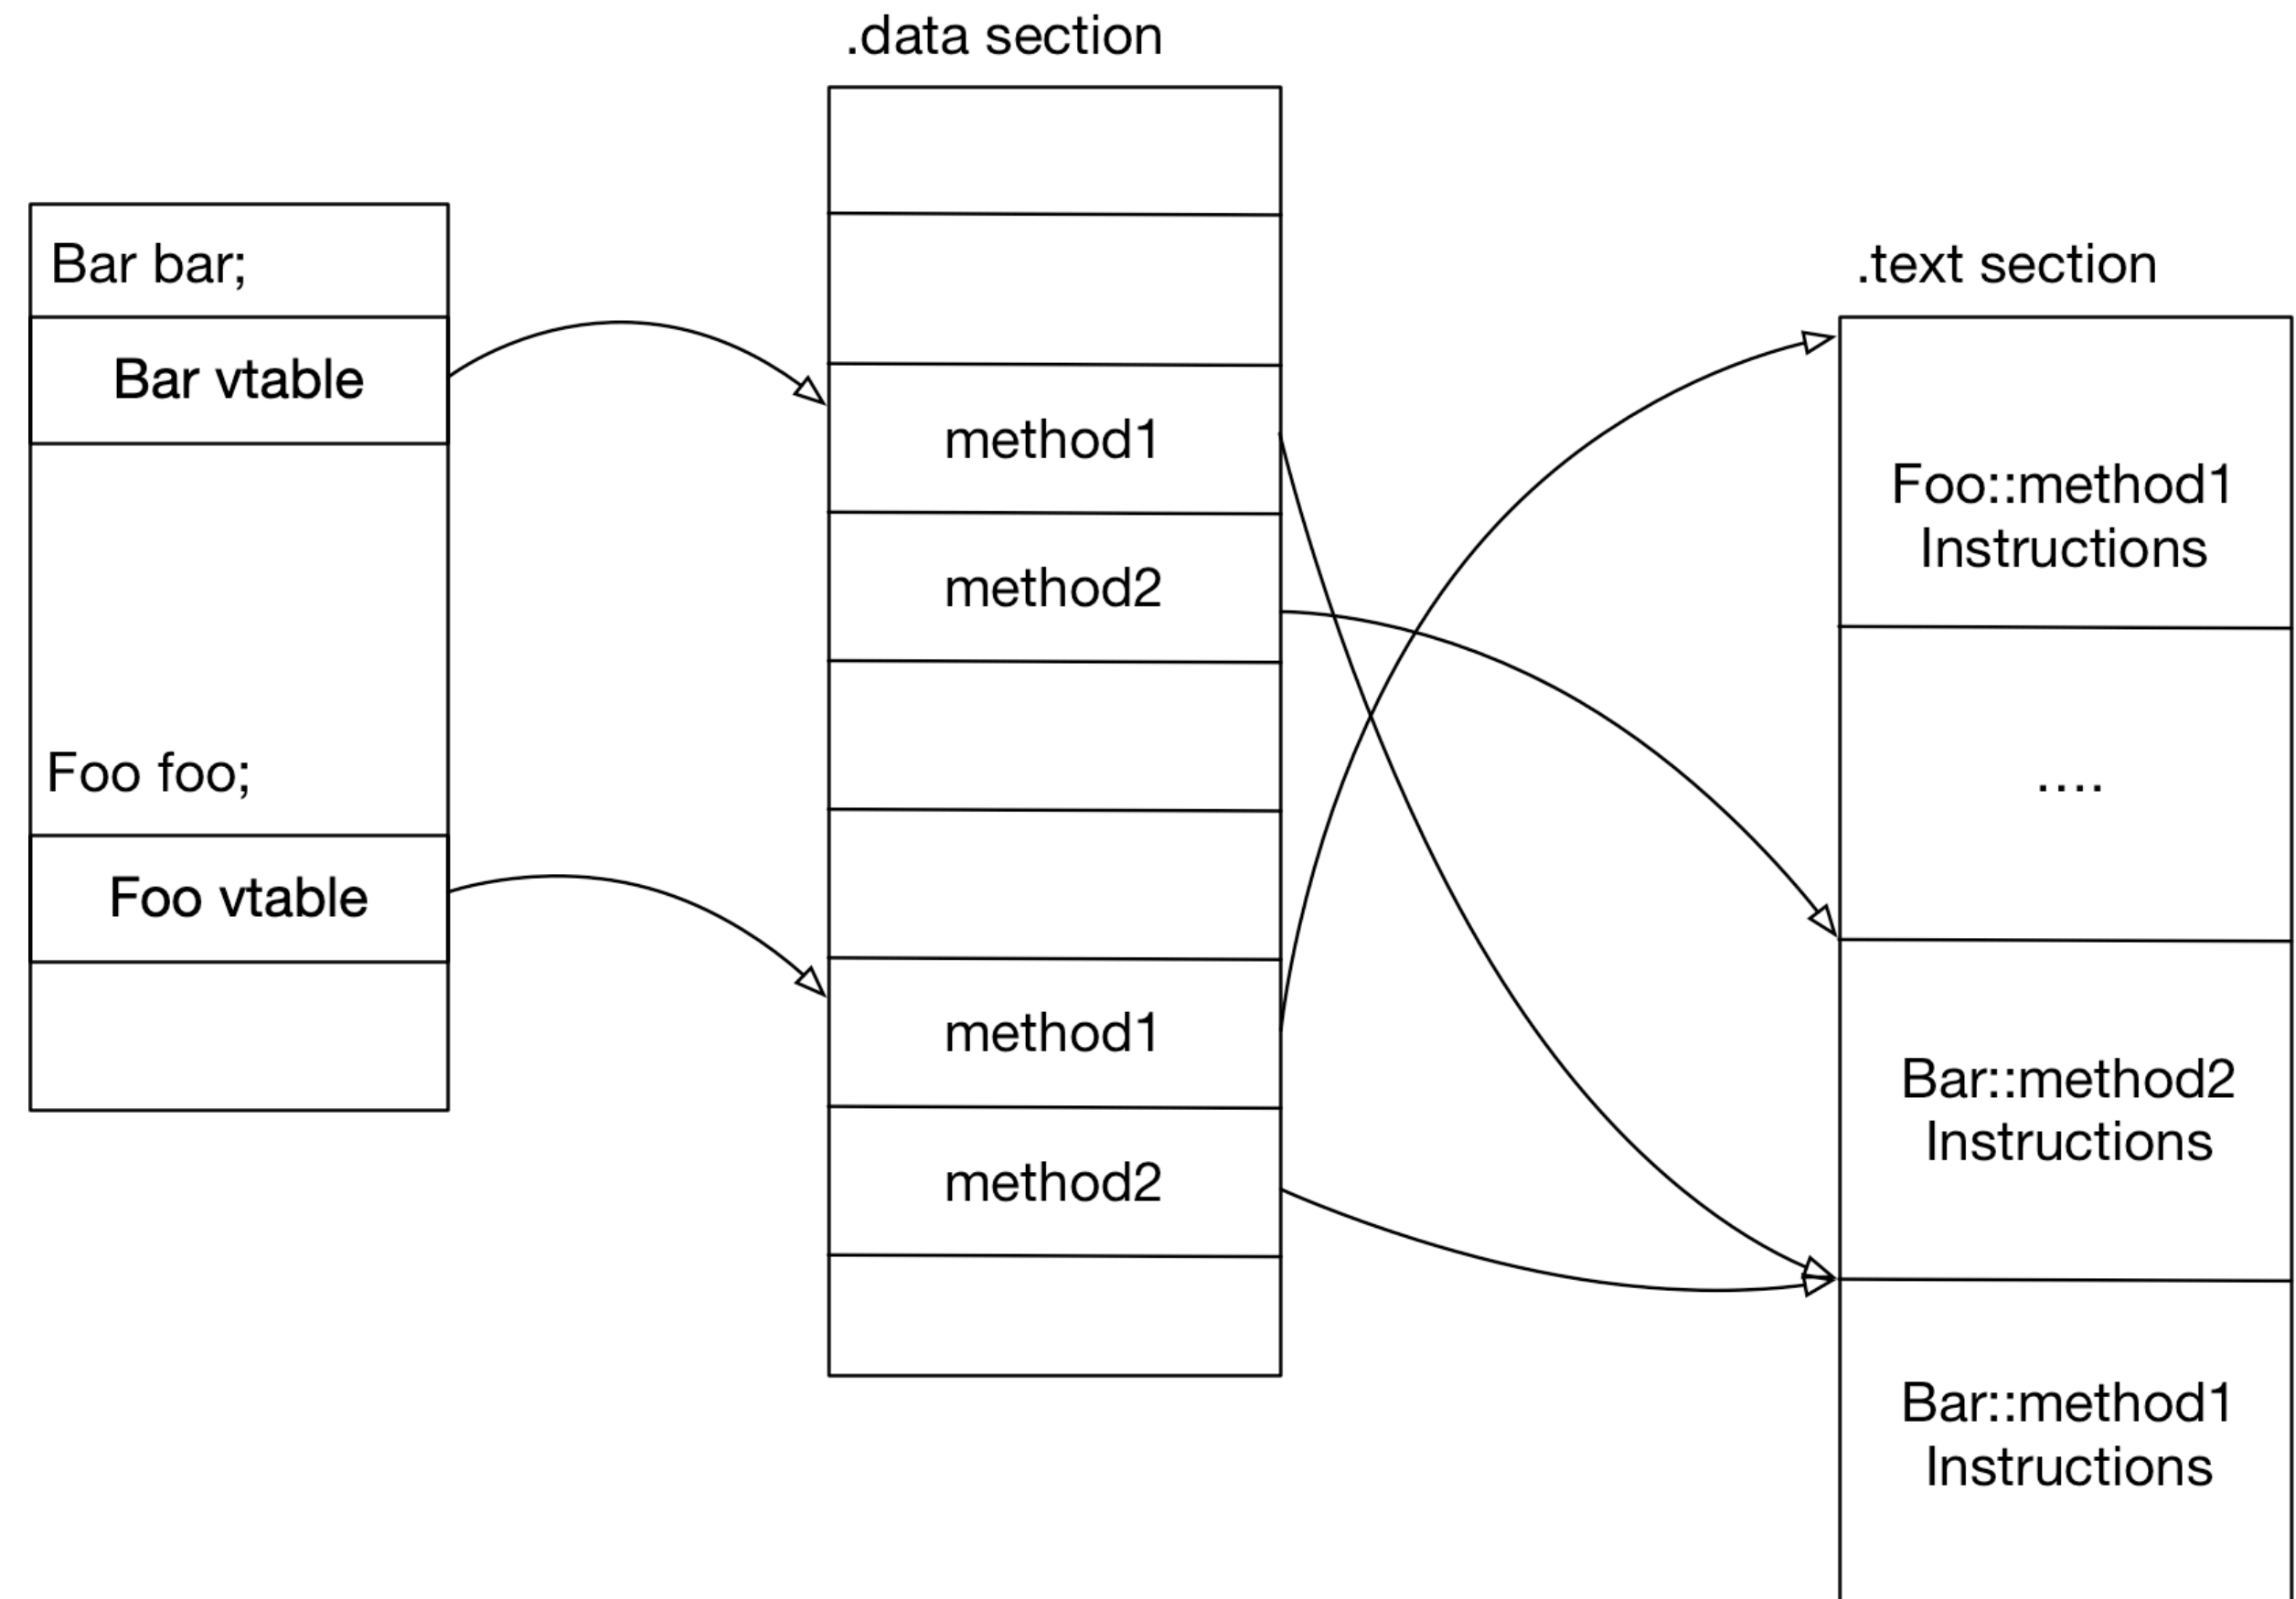 .data section
Bar bar;
Bar vtable
Foo foo;
Foo vtable
method1
method2
method1
method2
.text section
Foo::method1
Instructions
....
Bar::method2
Instructions
Bar::method1
Instructions